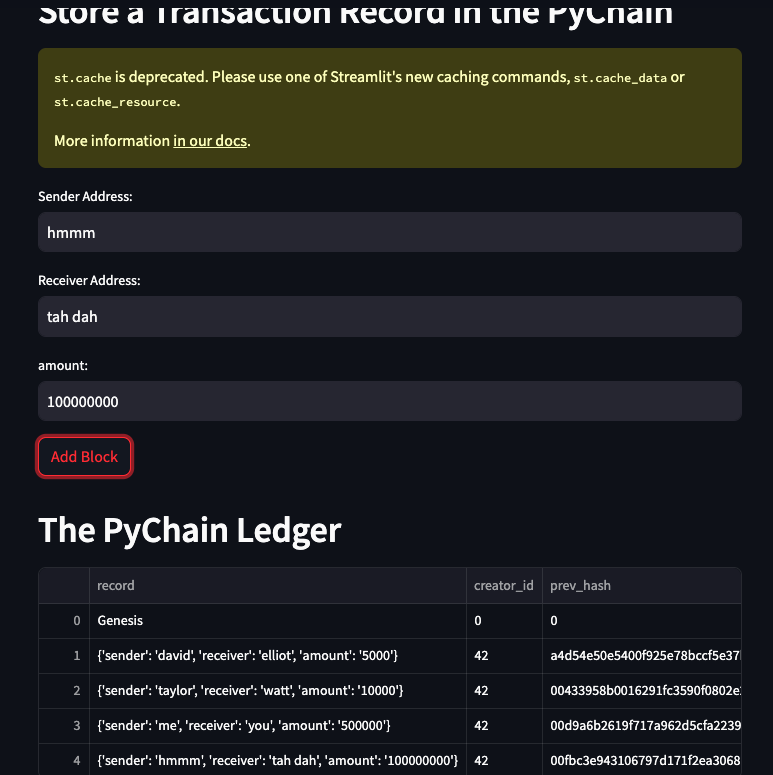 Store a Transaction Record in the PyChain
st.cache is deprecated. Please use one of Streamlit's new caching commands, st.cache_data or
st.cache_resource.
More information in our docs.
Sender Address:
hmmm
Receiver Address:
tah dah
amount:
100000000
Add Block
The PyChain Ledger
record creator_id prev_hash
0 Genesis 0 0
1 {'sender': 'david', 'receiver': 'elliot', 'amount': '5000'} 42 a4d54e50e5400f925e78bccf5e37
2 {'sender': 'taylor', 'receiver': 'watt', 'amount': '10000'} 42 00433958b0016291fc3590f0802e
3 {'sender': 'me', 'receiver': 'you', 'amount': '500000'} 42 00d9a6b2619f717a962d5cfa2239
4 {'sender': 'hmmm', 'receiver': 'tah dah', 'amount': '100000000'} 42 00fbc3e943106797d171f2ea3068